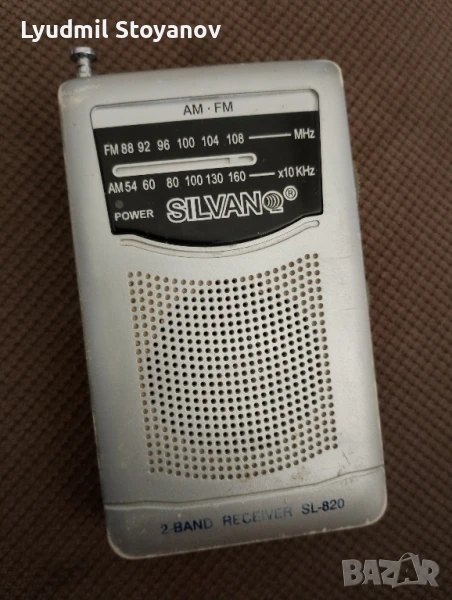 Lyudmil Stoyanov
AM · FM
FM 88 92 96 100 104 108 MHz
AM 54 60 80 100 130 160 x10 KHz
POWER SILVANO®
2-BAND RECEIVER SL-820
BAZAR